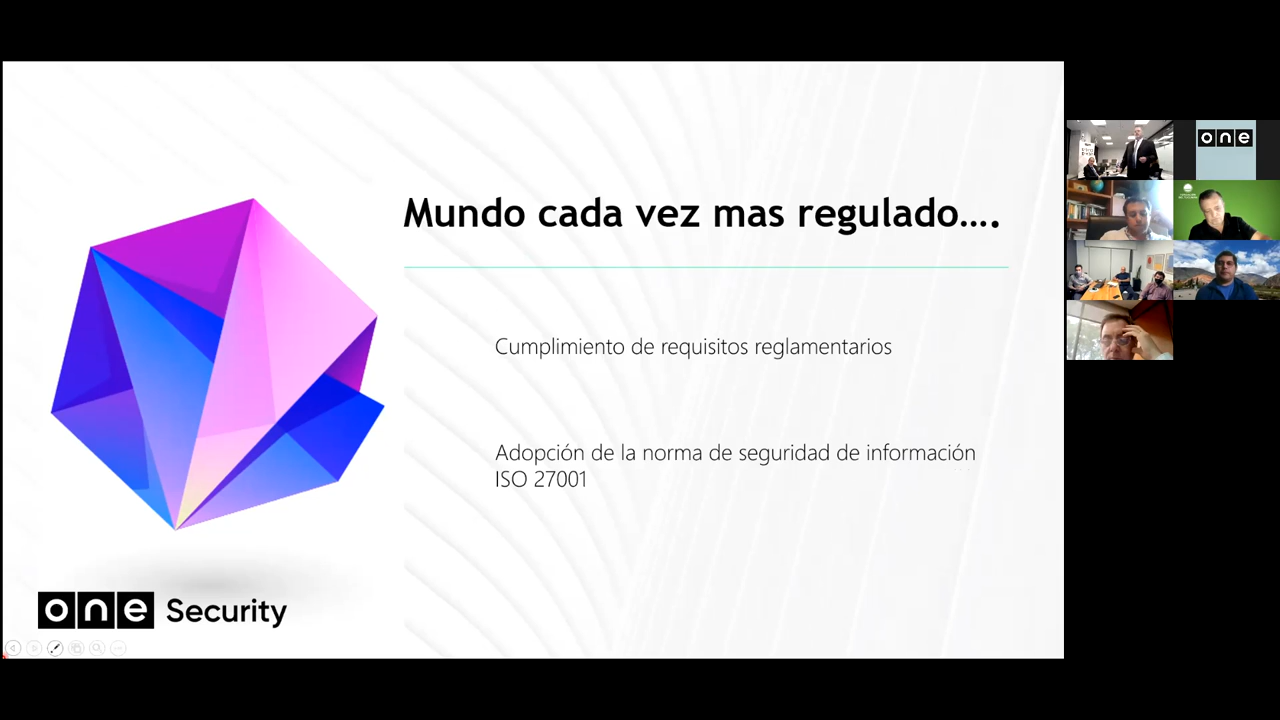 Mundo cada vez mas regulado....
Cumplimiento de requisitos reglamentarios
Adopción de la norma de seguridad de información
ISO 27001
one Security
one